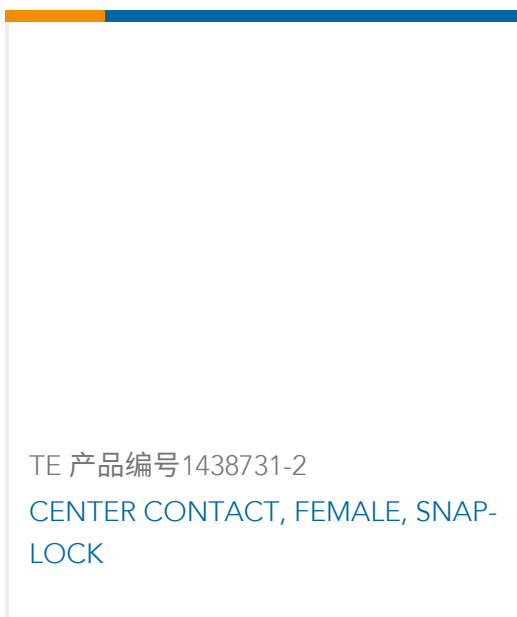 TE 产品编号1438731-2
CENTER CONTACT, FEMALE, SNAP-
LOCK